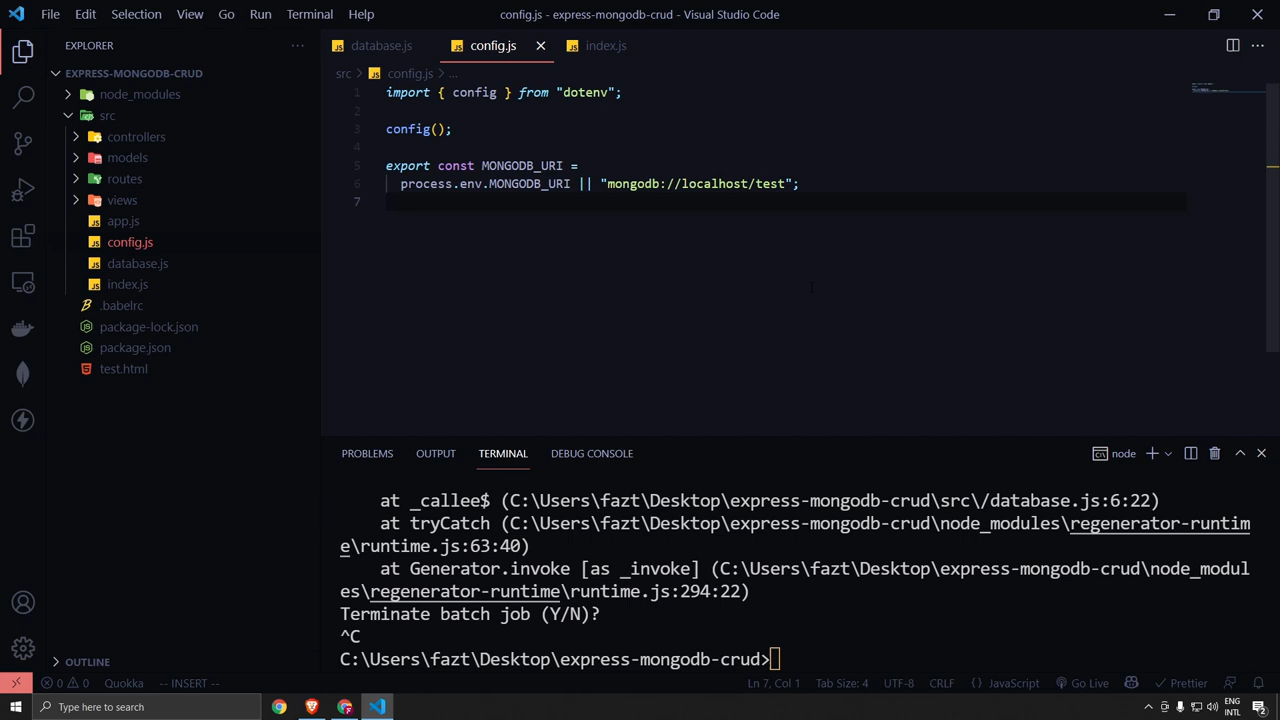 File Edit Selection View Go Run Terminal Help
config.js - express-mongodb-crud - Visual Studio Code
EXPLORER
EXPRESS-MONGODB-CRUD
node_modules
src
controllers
models
routes
views
app.js
config.js
database.js
index.js
.babelrc
package-lock.json
package.json
test.html
OUTLINE
JS database.js JS config.js JS index.js
src JS config.js ...
1 import { config } from "dotenv";
2
3 config();
4
5 export const MONGODB_URI =
6 process.env.MONGODB_URI || "mongodb://localhost/test";
7
PROBLEMS OUTPUT TERMINAL DEBUG CONSOLE
node
at _callee$ (C:\Users\fazt\Desktop\express-mongodb-crud\src\/database.js:6:22)
at tryCatch (C:\Users\fazt\Desktop\express-mongodb-crud\node_modules\regenerator-runtim
e\runtime.js:63:40)
at Generator.invoke [as _invoke] (C:\Users\fazt\Desktop\express-mongodb-crud\node_modul
es\regenerator-runtime\runtime.js:294:22)
Terminate batch job (Y/N)?
^C
C:\Users\fazt\Desktop\express-mongodb-crud>
0 0 Quokka -- INSERT -- Ln 7, Col 1 Tab Size: 4 UTF-8 CRLF { } JavaScript Go Live Prettier
Type here to search
ENG
INTL
2